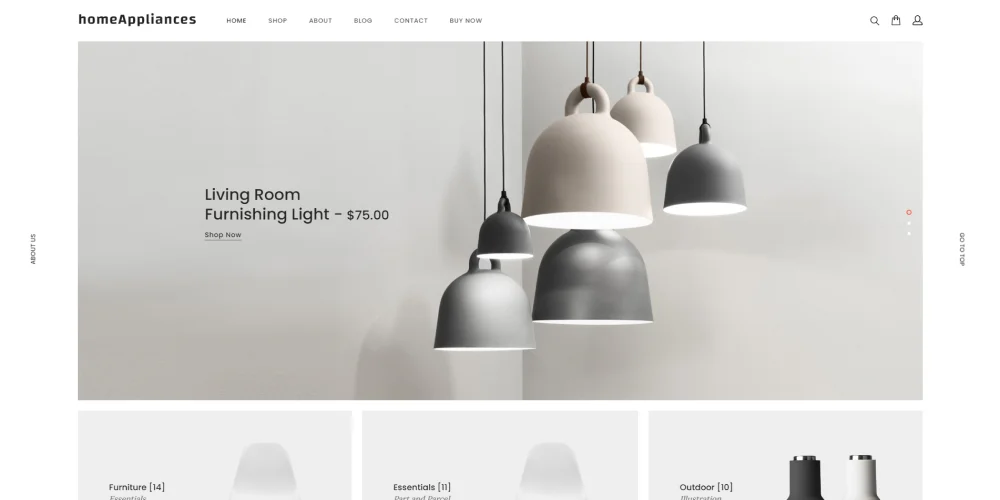 homeAppliances
HOME SHOP ABOUT BLOG CONTACT BUY NOW
Living Room
Furnishing Light - $75.00
Shop Now
ABOUT US
GO TO TOP
Furniture [14]
Essentials
Essentials [11]
Part and Parcel
Outdoor [10]
Illustration